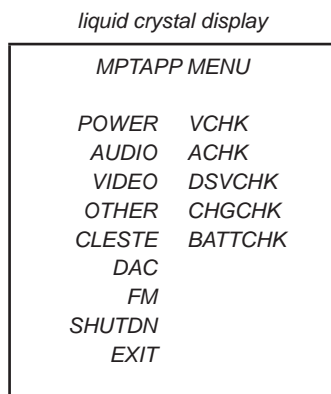 liquid crystal display
MPTAPP MENU
POWER VCHK
AUDIO ACHK
VIDEO DSVCHK
OTHER CHGCHK
CLESTE BATTCHK
DAC
FM
SHUTDN
EXIT